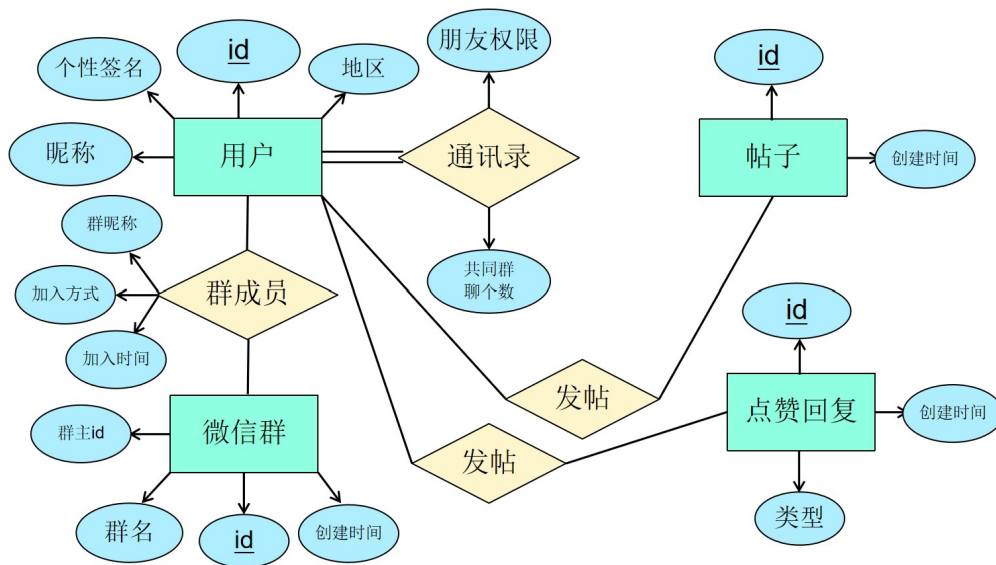 id
个性签名
地区
昵称
用户
朋友权限
通讯录
共同群
聊个数
id
帖子
创建时间
群昵称
加入方式
加入时间
群成员
群主id
微信群
群名
id
创建时间
发帖
发帖
id
点赞回复
创建时间
类型